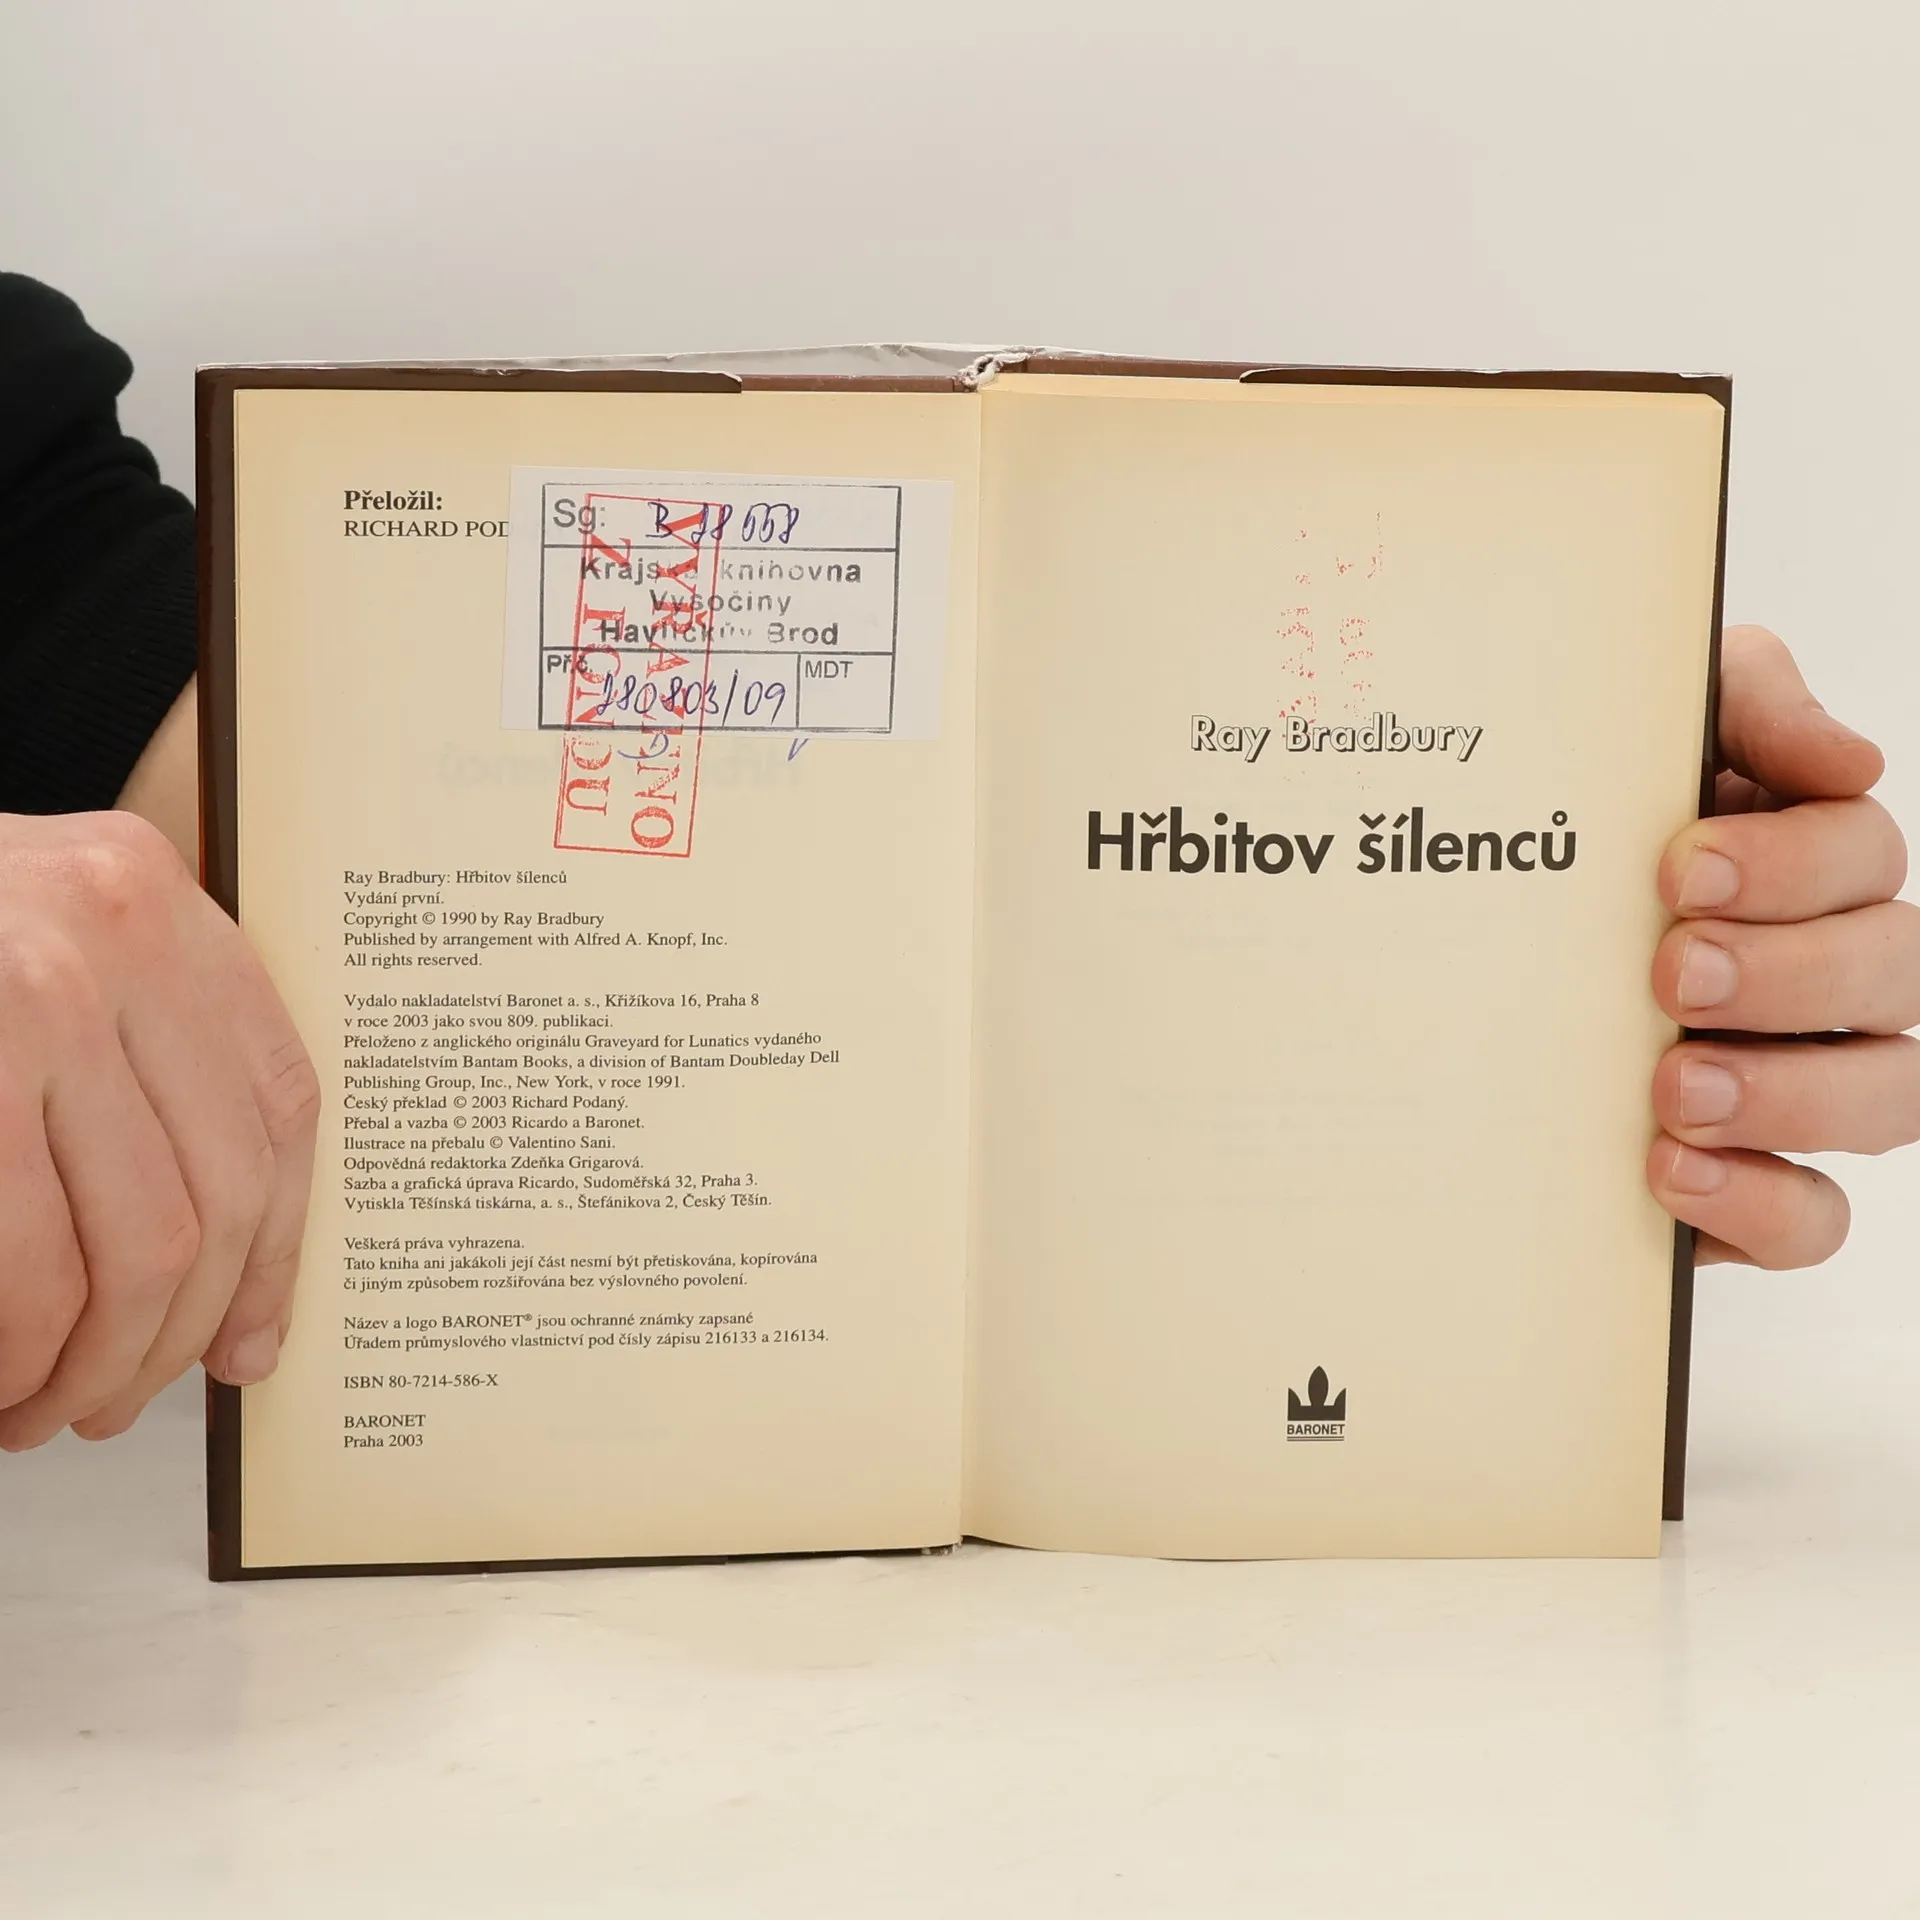 Přeložil:
RICHARD POD
Sg: B 88558
Krajská knihovna
Vysočiny
Havlíčkův Brod
Př.č. 280803/09 MDT
VYŘAZENO
Z FONDU
Ray Bradbury: Hřbitov šílenců
Vydání první.
Copyright © 1990 by Ray Bradbury
Published by arrangement with Alfred A. Knopf, Inc.
All rights reserved.
Vydalo nakladatelství Baronet a. s., Křižíkova 16, Praha 8
v roce 2003 jako svou 809. publikaci.
Přeloženo z anglického originálu Graveyard for Lunatics vydaného
nakladatelstvím Bantam Books, a division of Bantam Doubleday Dell
Publishing Group, Inc., New York, v roce 1991.
Český překlad © 2003 Richard Podaný.
Přebal a vazba © 2003 Ricardo a Baronet.
Ilustrace na přebalu © Valentino Sani.
Odpovědná redaktorka Zdeňka Grigarová.
Sazba a grafická úprava Ricardo, Sudoměřská 32, Praha 3.
Vytiskla Těšínská tiskárna, a. s., Štefánikova 2, Český Těšín.
Veškerá práva vyhrazena.
Tato kniha ani jakákoli její část nesmí být přetiskována, kopírována
či jiným způsobem rozšiřována bez výslovného povolení.
Název a logo BARONET® jsou ochranné známky zapsané
Úřadem průmyslového vlastnictví pod čísly zápisu 216133 a 216134.
ISBN 80-7214-586-X
BARONET
Praha 2003
Ray Bradbury
Hřbitov šílenců
BARONET